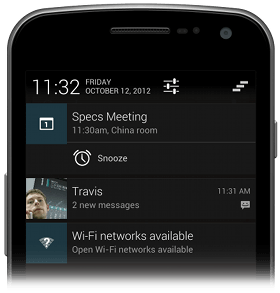 11:32
FRIDAY
OCTOBER 12, 2012
1
Specs Meeting
11:30am, China room
Snooze
Travis
11:31 AM
2 new messages
Wi-Fi networks available
Open Wi-Fi networks available